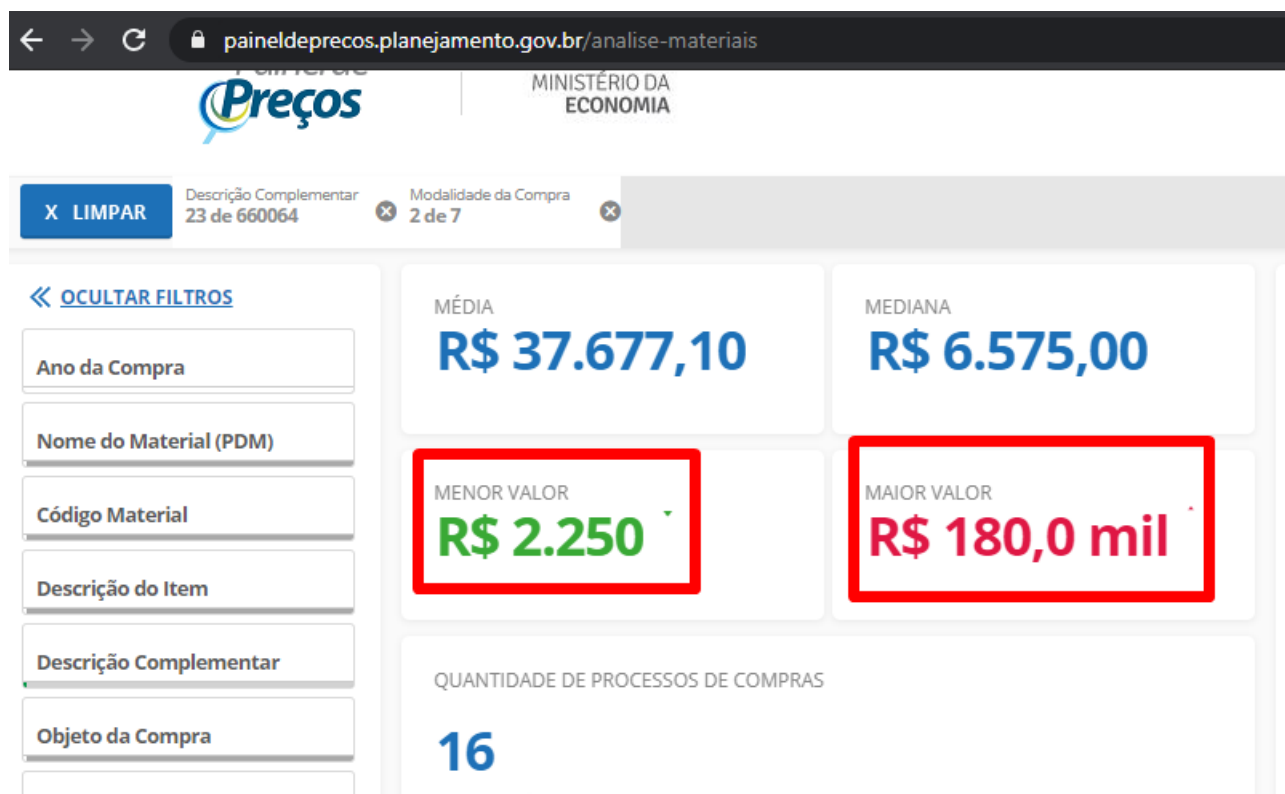 paineldeprecos.planejamento.gov.br/analise-materiais
Preços
MINISTÉRIO DA
ECONOMIA
X LIMPAR
Descrição Complementar
23 de 660064
Modalidade da Compra
2 de 7
OCULTAR FILTROS
Ano da Compra
Nome do Material (PDM)
Código Material
Descrição do Item
Descrição Complementar
Objeto da Compra
MÉDIA
R$ 37.677,10
MEDIANA
R$ 6.575,00
MENOR VALOR
R$ 2.250
MAIOR VALOR
R$ 180,0 mil
QUANTIDADE DE PROCESSOS DE COMPRAS
16